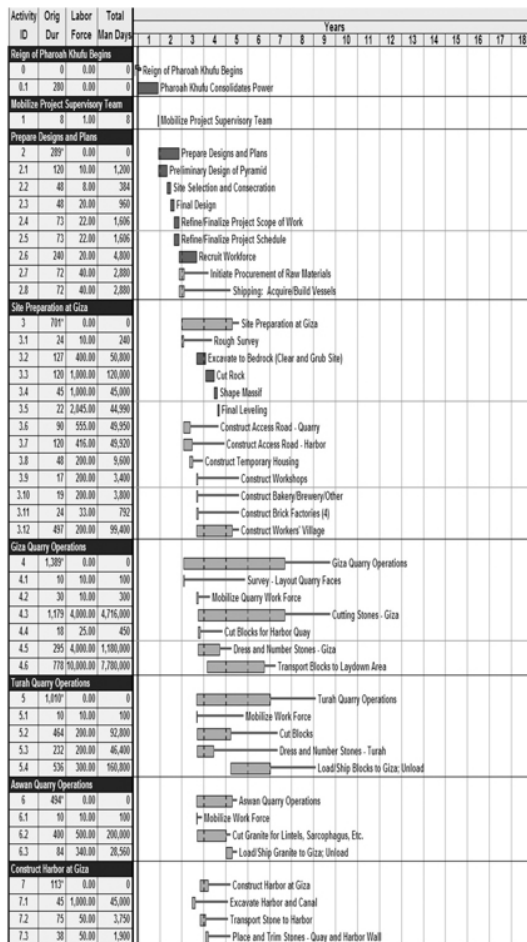 Activity Orig Labor Total
ID Dur Force Man Days
Years
1 2 3 4 5 6 7 8 9 10 11 12 13 14 15 16 17 18
Reign of Pharoah Khufu Begins
0 0 0.00 0 Reign of Pharoah Khufu Begins
0.1 280 0.00 0 Pharoah Khufu Consolidates Power
Mobilize Project Supervisory Team
1 8 1.00 8 Mobilize Project Supervisory Team
Prepare Designs and Plans
2 289* 0.00 0 Prepare Designs and Plans
2.1 120 10.00 1,200 Preliminary Design of Pyramid
2.2 48 8.00 384 Site Selection and Consecration
2.3 48 20.00 960 Final Design
2.4 73 22.00 1,606 Refine/Finalize Project Scope of Work
2.5 73 22.00 1,606 Refine/Finalize Project Schedule
2.6 240 20.00 4,800 Recruit Workforce
2.7 72 40.00 2,880 Initiate Procurement of Raw Materials
2.8 72 40.00 2,880 Shipping: Acquire/Build Vessels
Site Preparation at Giza
3 701* 0.00 0 Site Preparation at Giza
3.1 24 10.00 240 Rough Survey
3.2 127 400.00 50,800 Excavate to Bedrock (Clear and Grub Site)
3.3 120 1,000.00 120,000 Cut Rock
3.4 45 1,000.00 45,000 Shape Massif
3.5 22 2,045.00 44,990 Final Leveling
3.6 90 555.00 49,950 Construct Access Road - Quarry
3.7 120 416.00 49,920 Construct Access Road - Harbor
3.8 48 200.00 9,600 Construct Temporary Housing
3.9 17 200.00 3,400 Construct Workshops
3.10 19 200.00 3,800 Construct Bakery/Brewery/Other
3.11 24 33.00 792 Construct Brick Factories (4)
3.12 497 200.00 99,400 Construct Workers' Village
Giza Quarry Operations
4 1,389* 0.00 0 Giza Quarry Operations
4.1 10 10.00 100 Survey - Layout Quarry Faces
4.2 30 10.00 300 Mobilize Quarry Work Force
4.3 1,179 4,000.00 4,716,000 Cutting Stones - Giza
4.4 18 25.00 450 Cut Blocks for Harbor Quay
4.5 295 4,000.00 1,180,000 Dress and Number Stones - Giza
4.6 778 10,000.00 7,780,000 Transport Blocks to Laydown Area
Turah Quarry Operations
5 1,010* 0.00 0 Turah Quarry Operations
5.1 10 10.00 100 Mobilize Work Force
5.2 464 200.00 92,800 Cut Blocks
5.3 232 200.00 46,400 Dress and Number Stones - Turah
5.4 536 300.00 160,800 Load/Ship Blocks to Giza; Unload
Aswan Quarry Operations
6 494* 0.00 0 Aswan Quarry Operations
6.1 10 10.00 100 Mobilize Work Force
6.2 400 500.00 200,000 Cut Granite for Lintels, Sarcophagus, Etc.
6.3 84 340.00 28,560 Load/Ship Granite to Giza; Unload
Construct Harbor at Giza
7 113* 0.00 0 Construct Harbor at Giza
7.1 45 1,000.00 45,000 Excavate Harbor and Canal
7.2 75 50.00 3,750 Transport Stone to Harbor
7.3 38 50.00 1,900 Place and Trim Stones - Quay and Harbor Wall